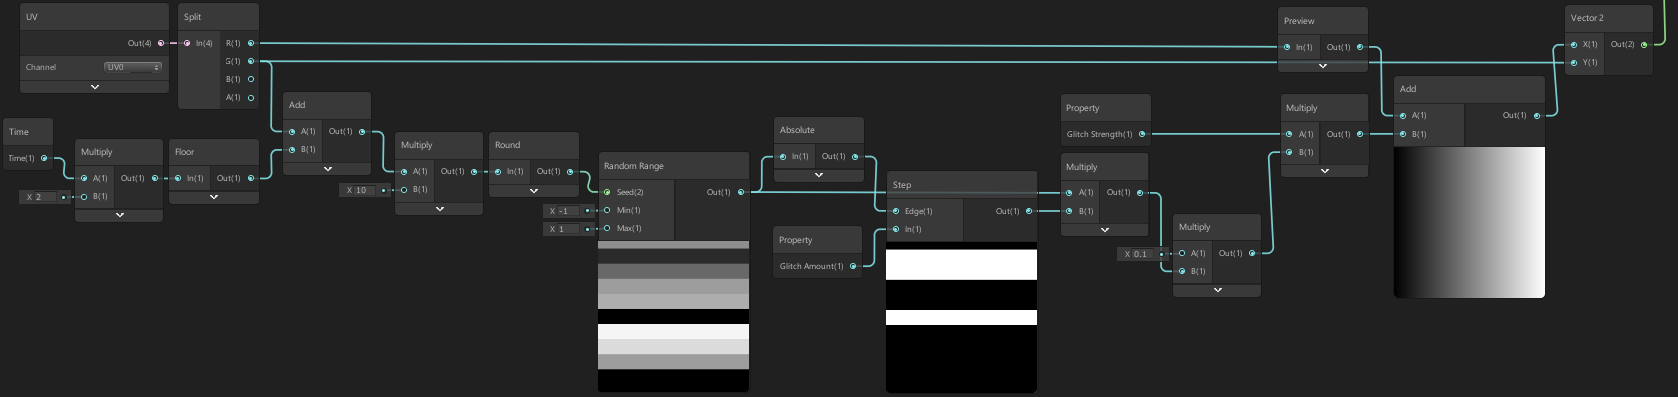 UV
Out(4)
Channel UV0
Split
In(4) R(1)
G(1)
B(1)
A(1)
Time
Time(1)
Multiply
A(1) Out(1)
X 2 B(1)
Floor
In(1) Out(1)
Add
A(1) Out(1)
B(1)
Multiply
A(1) Out(1)
X 10 B(1)
Round
In(1) Out(1)
Random Range
Seed(2) Out(1)
X -1 Min(1)
X 1 Max(1)
Absolute
In(1) Out(1)
Property
Glitch Amount(1)
Step
Edge(1) Out(1)
In(1)
Property
Glitch Strength(1)
Multiply
A(1) Out(1)
B(1)
Multiply
X 0.1 A(1) Out(1)
B(1)
Preview
In(1) Out(1)
Multiply
A(1) Out(1)
B(1)
Add
A(1) Out(1)
B(1)
Vector 2
X(1) Out(2)
Y(1)